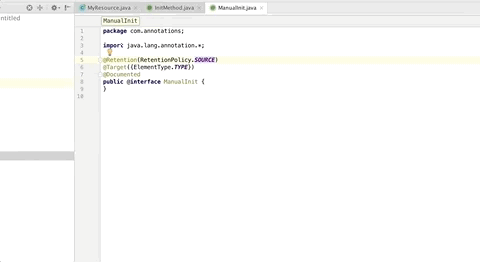 ntitled
MyResource.java
InitMethod.java
ManualInit.java
ManualInit
1 package com.annotations;
2
3 import java.lang.annotation.*;
4
5 @Retention(RetentionPolicy.SOURCE)
6 @Target({ElementType.TYPE})
7 @Documented
8 public @interface ManualInit {
9 }
10